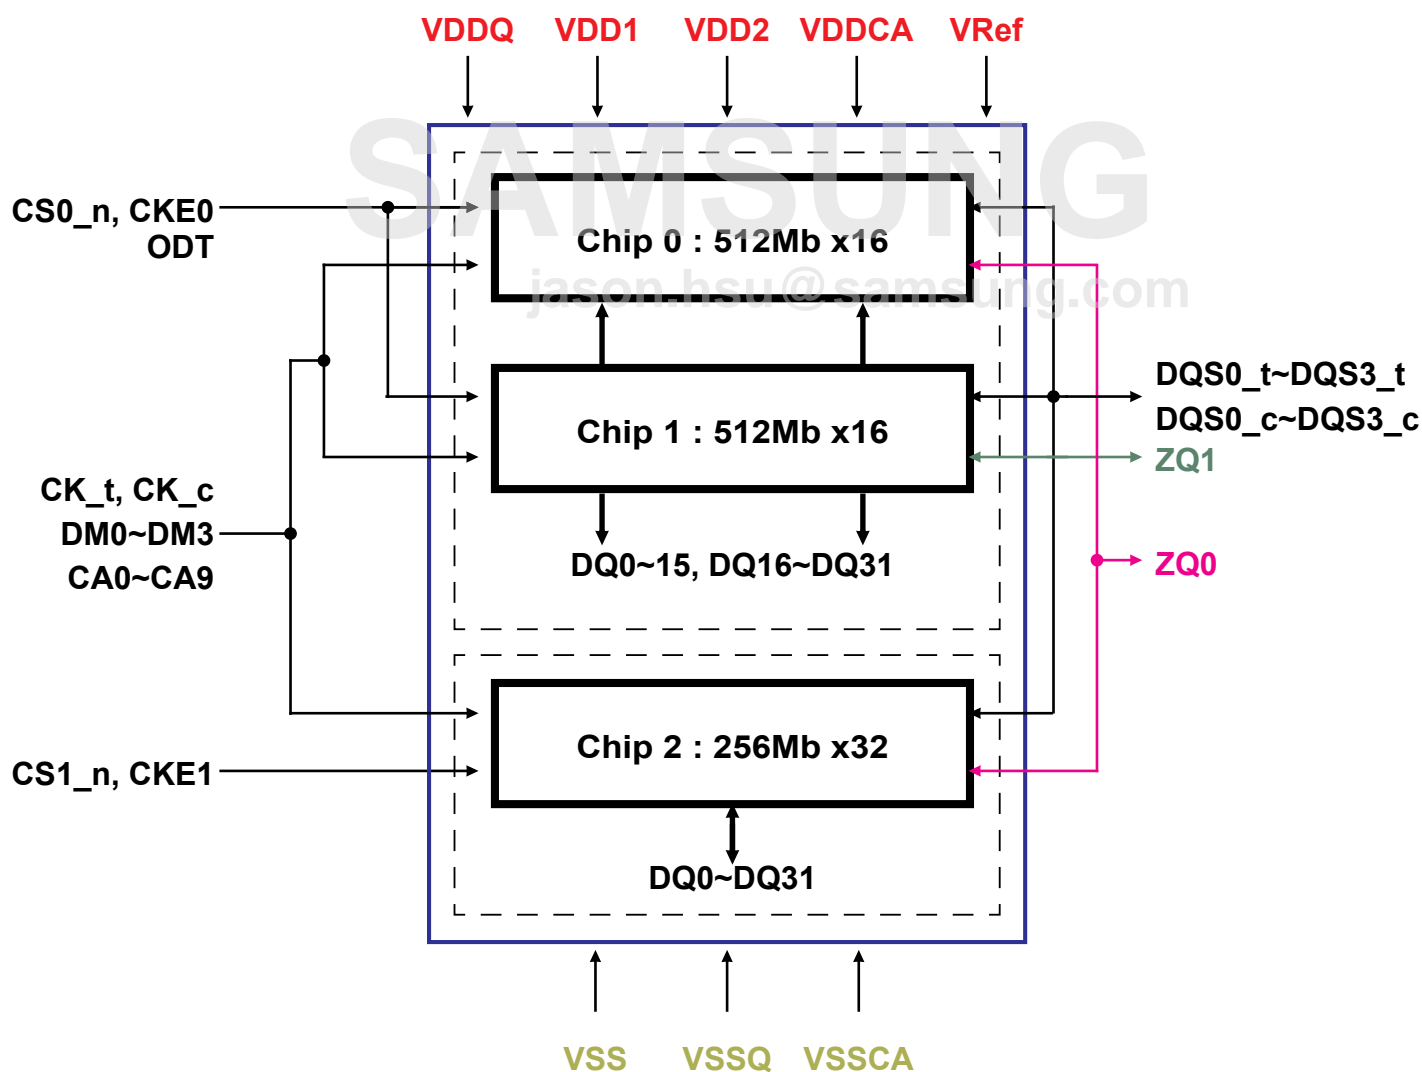 VDDQ VDD1 VDD2 VDDCA VRef
SAMSUNG
CS0_n, CKE0
ODT
Chip 0 : 512Mb x16
jason.hsu@samsung.com
DQS0_t~DQS3_t
DQS0_c~DQS3_c
Chip 1 : 512Mb x16
ZQ1
CK_t, CK_c
DM0~DM3
CA0~CA9
DQ0~15, DQ16~DQ31
ZQ0
Chip 2 : 256Mb x32
CS1_n, CKE1
DQ0~DQ31
VSS VSSQ VSSCA